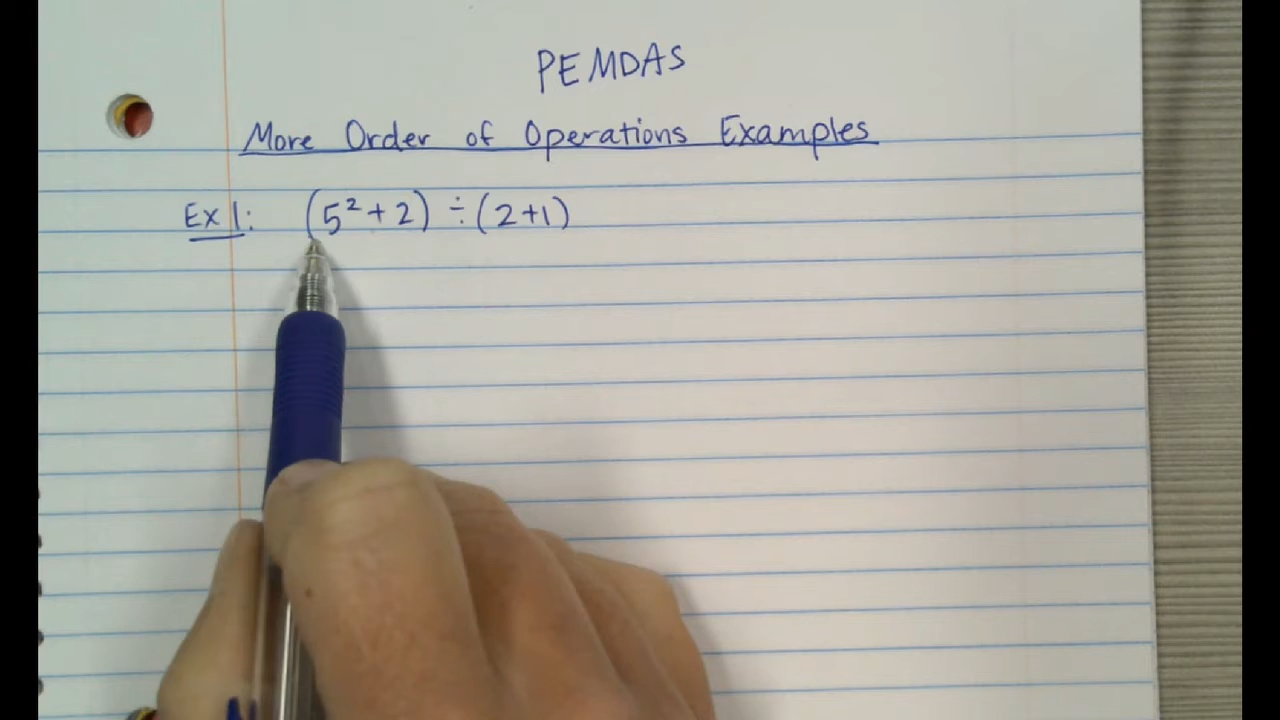 PEMDAS
More Order of Operations Examples
Ex 1: (5² + 2) ÷ (2+1)